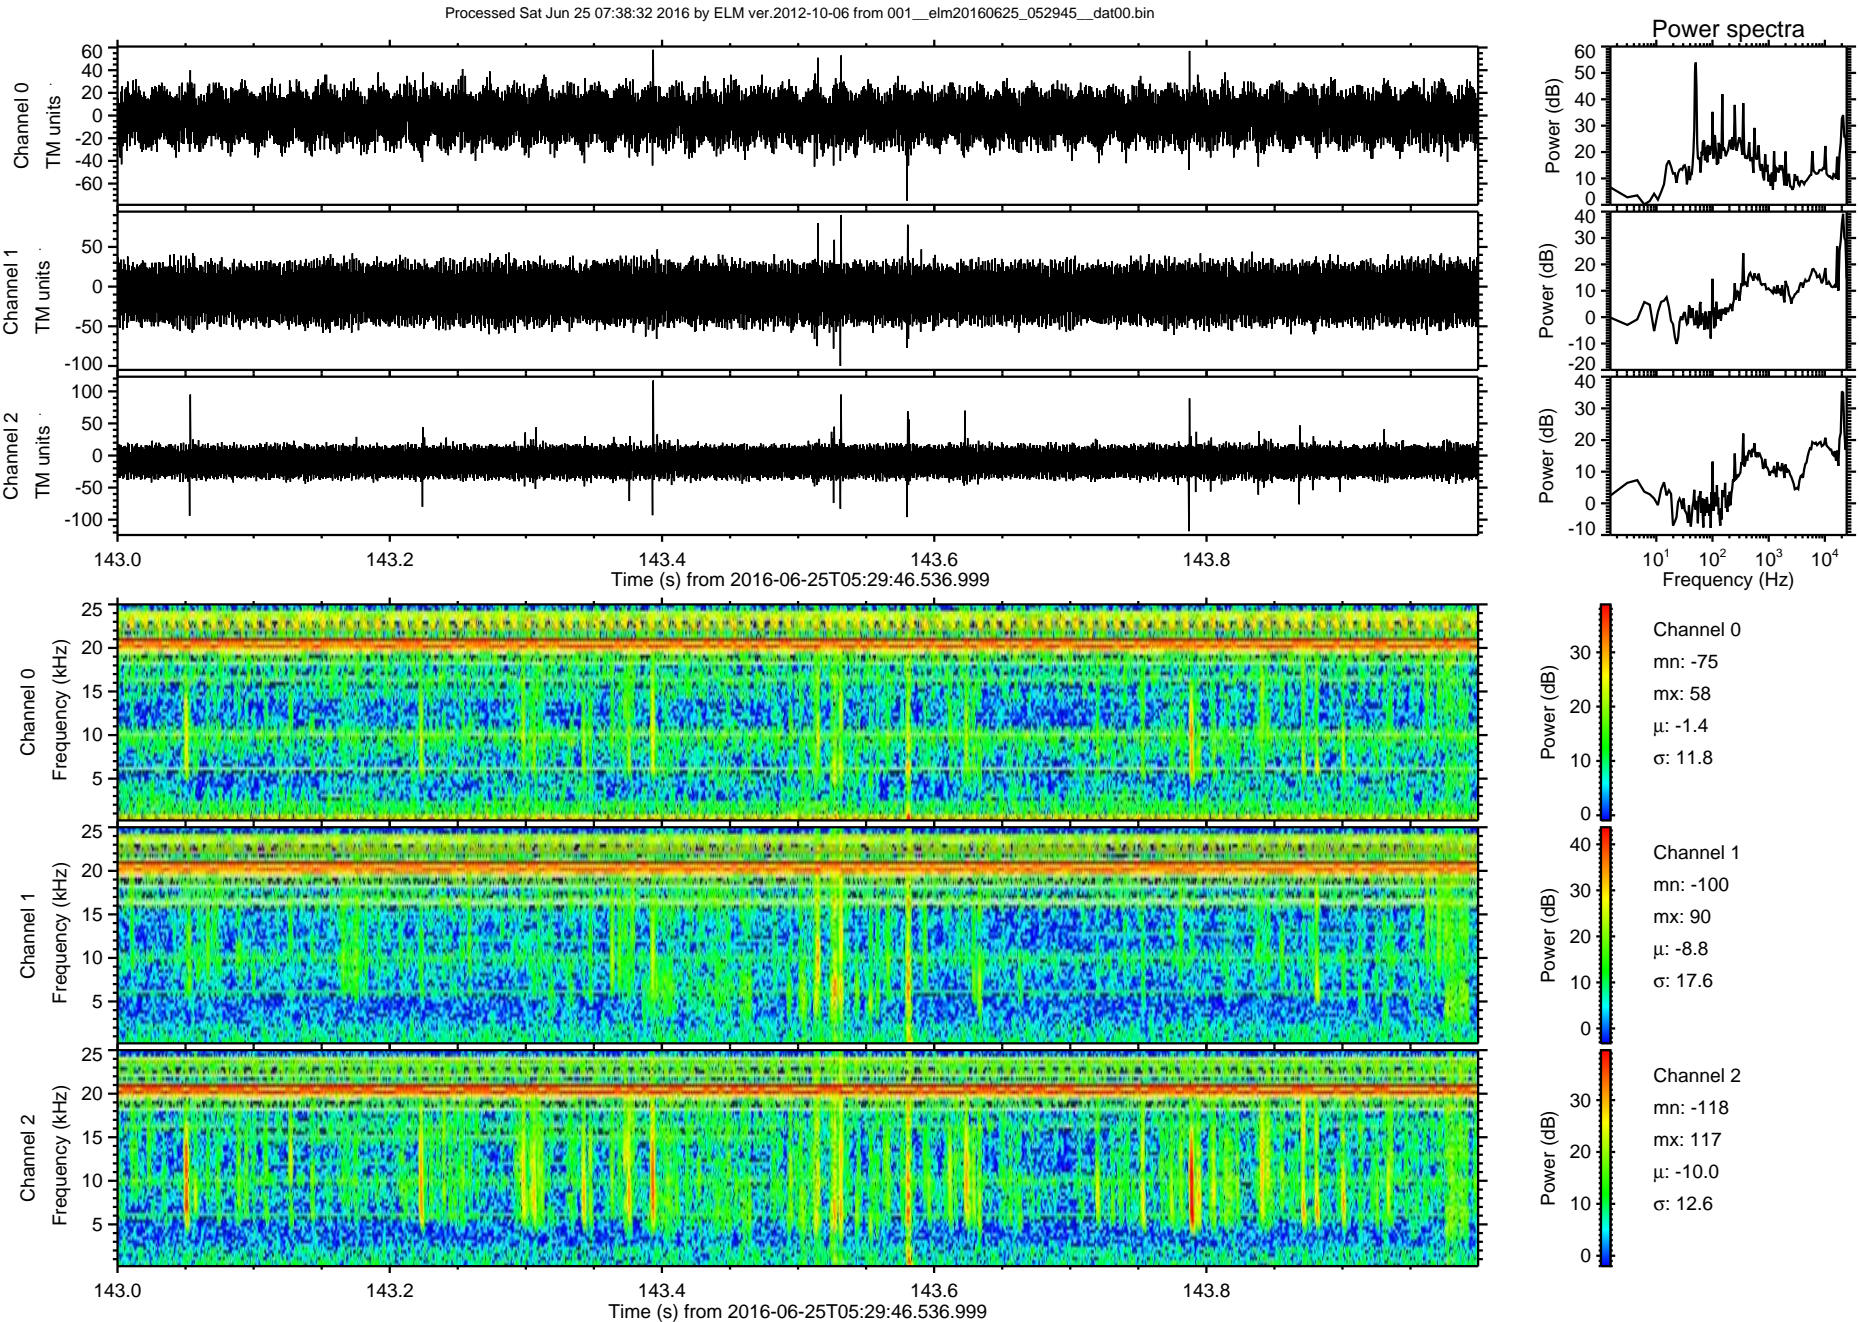 Processed Sat Jun 25 07:38:32 2016 by ELM ver.2012-10-06 from 001__elm20160625_052945__dat00.bin
Power spectra
Channel 0
TM units
60
40
20
0
-20
-40
-60
Power (dB)
60
50
40
30
20
10
0
Channel 1
TM units
50
0
-50
-100
Power (dB)
40
30
20
10
0
-10
-20
Channel 2
TM units
100
50
0
-50
-100
Power (dB)
40
30
20
10
0
-10
143.0 143.2 143.4 143.6 143.8
Time (s) from 2016-06-25T05:29:46.536.999
10^1 10^2 10^3 10^4
Frequency (Hz)
Channel 0
Frequency (kHz)
25
20
15
10
5
Power (dB)
30
20
10
0
Channel 0
mn: -75
mx: 58
μ: -1.4
σ: 11.8
Channel 1
Frequency (kHz)
25
20
15
10
5
Power (dB)
40
30
20
10
0
Channel 1
mn: -100
mx: 90
μ: -8.8
σ: 17.6
Channel 2
Frequency (kHz)
25
20
15
10
5
Power (dB)
30
20
10
0
Channel 2
mn: -118
mx: 117
μ: -10.0
σ: 12.6
143.0 143.2 143.4 143.6 143.8
Time (s) from 2016-06-25T05:29:46.536.999